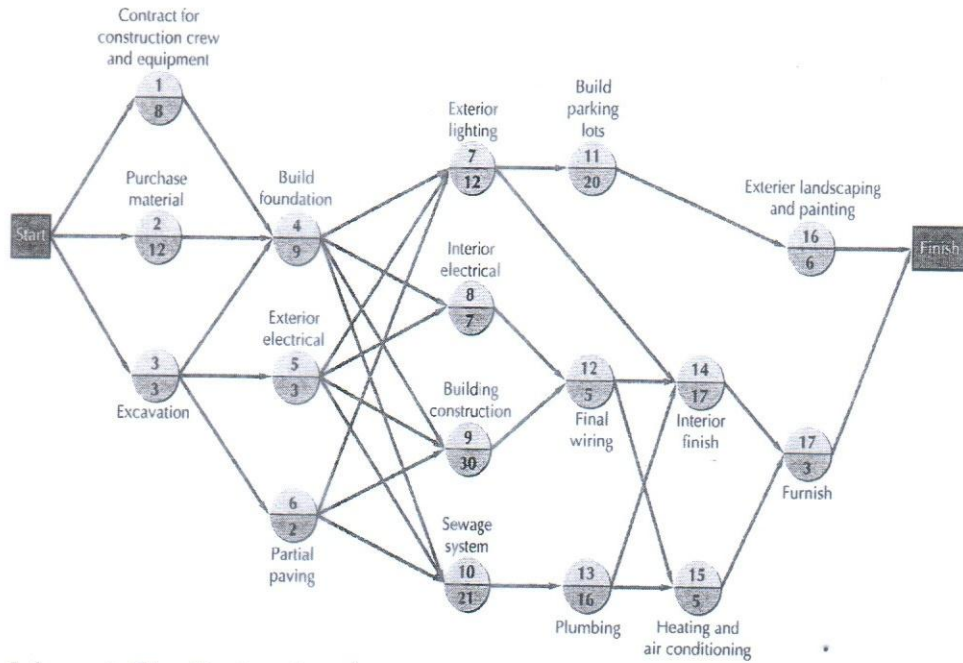 Contract for
construction crew
and equipment
1
8
Purchase
material
2
12
Start
3
3
Excavation
Build
foundation
4
9
Exterior
electrical
5
3
6
2
Partial
paving
Exterior
lighting
7
12
Interior
electrical
8
7
Building
construction
9
30
Sewage
system
10
21
Build
parking
lots
11
20
12
5
Final
wiring
13
16
Plumbing
14
17
Interior
finish
15
5
Heating and
air conditioning
Exterier landscaping
and painting
16
6
17
3
Furnish
Finish